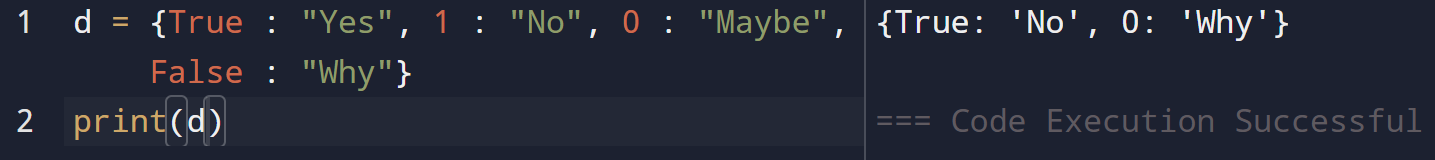 1 d = {True : "Yes", 1 : "No", 0 : "Maybe",
False : "Why"}
2 print(d)
{True: 'No', 0: 'Why'}
=== Code Execution Successful